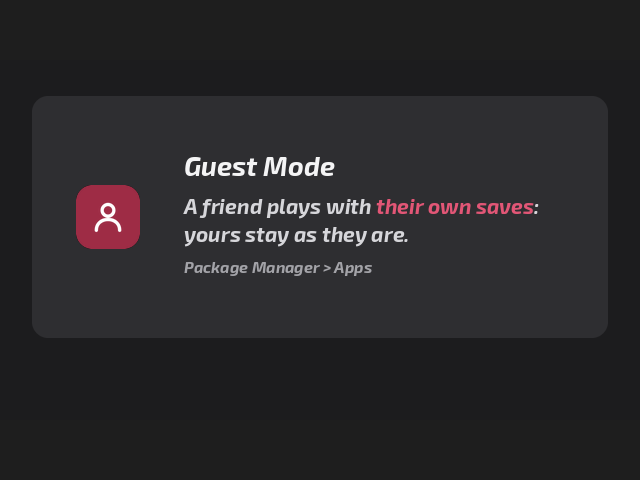 Guest Mode
A friend plays with their own saves:
yours stay as they are.
Package Manager > Apps